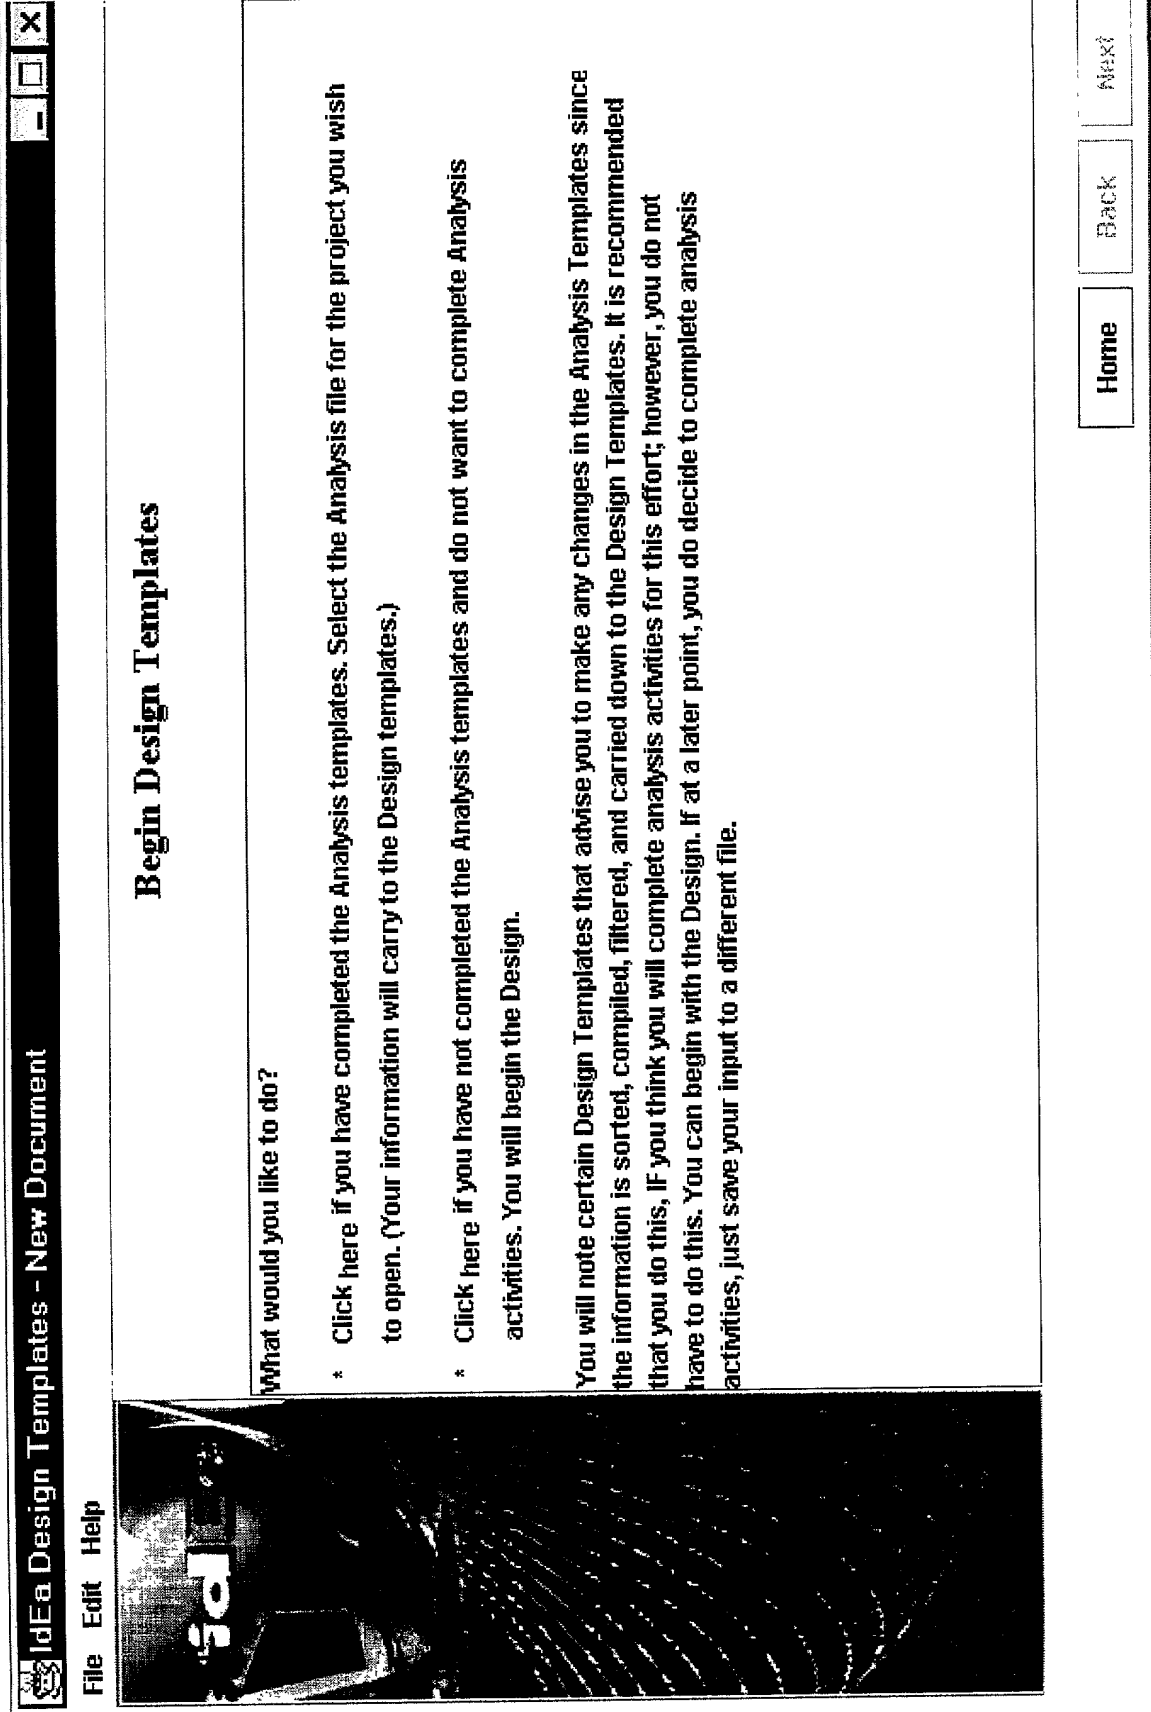 IdEa Design Templates - New Document
File Edit Help
Begin Design Templates
What would you like to do?
* Click here if you have completed the Analysis templates. Select the Analysis file for the project you wish
to open. (Your information will carry to the Design templates.)
* Click here if you have not completed the Analysis templates and do not want to complete Analysis
activities. You will begin the Design.
You will note certain Design Templates that advise you to make any changes in the Analysis Templates since
the information is sorted, compiled, filtered, and carried down to the Design Templates. It is recommended
that you do this, IF you think you will complete analysis activities for this effort; however, you do not
have to do this. You can begin with the Design. If at a later point, you do decide to complete analysis
activities, just save your input to a different file.
Home Back Next